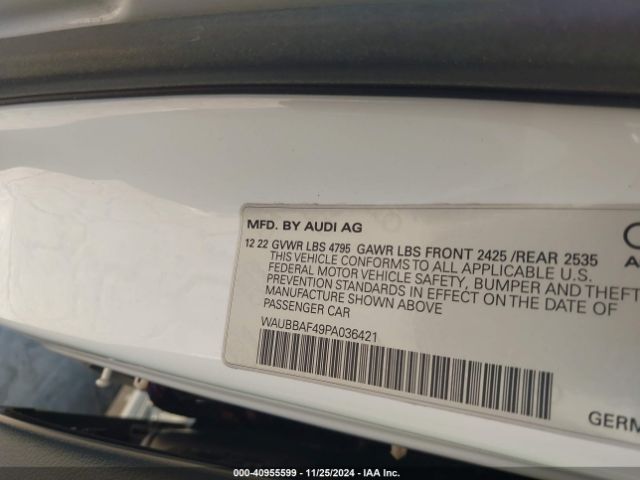 MFD. BY AUDI AG
12 22 GVWR LBS 4795 GAWR LBS FRONT 2425 /REAR 2535
THIS VEHICLE CONFORMS TO ALL APPLICABLE U.S.
FEDERAL MOTOR VEHICLE SAFETY, BUMPER AND THEFT
PREVENTION STANDARDS IN EFFECT ON THE DATE OF
MANUFACTURE SHOWN ABOVE
PASSENGER CAR
WAUBBAF49PA036421
000-40955599 - 11/25/2024 - IAA Inc.